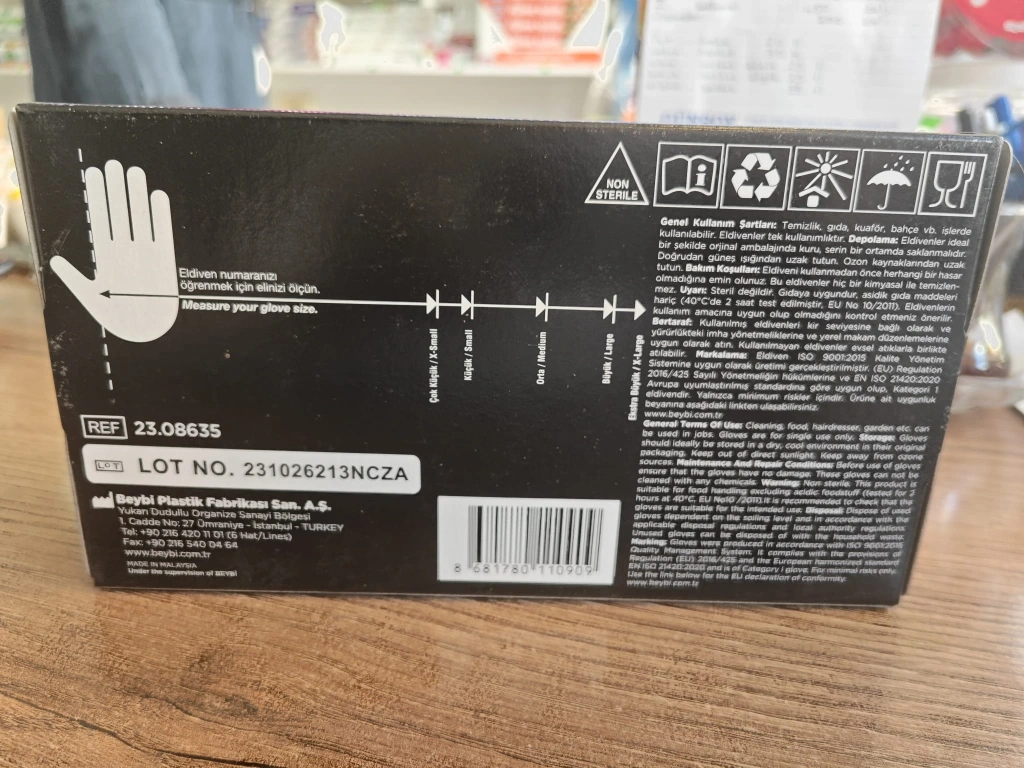 NON
STERILE
Eldiven numaranızı
öğrenmek için elinizi ölçün.
Measure your glove size.
Çok Küçük / X-Small
Küçük / Small
Orta / Medium
Büyük / Large
Ekstra Büyük / X-Large
REF 23.08635
LOT LOT NO. 231026213NCZA
Beybi Plastik Fabrikası San. A.Ş.
Yukarı Dudullu Organize Sanayi Bölgesi
1. Cadde No: 27 Ümraniye - İstanbul - TURKEY
Tel: +90 216 420 11 01 (6 Hat/Lines)
Fax: +90 216 540 04 64
www.beybi.com.tr
MADE IN MALAYSIA
Under the supervision of BEYBİ
8 681780 110909
Genel Kullanım Şartları: Temizlik, gıda, kuaför, bahçe vb. işlerde
kullanılabilir. Eldivenler tek kullanımlıktır. Depolama: Eldivenler ideal
bir şekilde orjinal ambalajında kuru, serin bir ortamda saklanmalıdır.
Doğrudan güneş ışığından uzak tutun. Ozon kaynaklarından uzak
tutun. Bakım Koşulları: Eldiveni kullanmadan önce herhangi bir hasar
olmadığına emin olunuz. Bu eldivenler hiç bir kimyasal ile temizlen-
mez. Uyarı: Steril değildir. Gıdaya uygundur, asidik gıda maddeleri
hariç (40°C'de 2 saat test edilmiştir, EU No 10/2011). Eldivenlerin
kullanım amacına uygun olup olmadığını kontrol etmeniz önerilir.
Bertaraf: Kullanılmış eldivenleri kir seviyesine bağlı olarak ve
yürürlükteki imha yönetmeliklerine ve yerel makam düzenlemelerine
uygun olarak atın. Kullanılmayan eldivenler evsel atıklarla birlikte
atılabilir. Markalama: Eldiven ISO 9001:2015 Kalite Yönetim
Sistemine uygun olarak üretimi gerçekleştirilmiştir. (EU) Regulation
2016/425 Sayılı Yönetmeliğin hükümlerine ve EN ISO 21420:2020
Avrupa uyumlaştırılmış standardına göre uygun olup, Kategori 1
eldivendir. Yalnızca minimum riskler içindir. Ürüne ait uygunluk
beyanına aşağıdaki linkten ulaşabilirsiniz.
www.beybi.com.tr
General Terms Of Use: Cleaning, food, hairdresser, garden etc. can
be used in jobs. Gloves are for single use only. Storage: Gloves
should ideally be stored in a dry, cool environment in their original
packaging. Keep out of direct sunlight. Keep away from ozone
sources. Maintenance And Repair Conditions: Before use of gloves
ensure that the gloves have no damage. These gloves can not be
cleaned with any chemicals. Warning: Non sterile. This product is
suitable for food handling excluding acidic foodstuff (tested for 2
hours at 40°C, EU No10 /2011).It is recommended to check that the
gloves are suitable for the intended use. Disposal: Dispose of used
gloves dependent on the soiling level and in accordance with the
applicable disposal regulations and local authority regulations.
Unused gloves can be disposed of with the household waste.
Marking: Gloves were produced in Accordance with ISO 9001:2015
Quality Management System. It complies with the provisions of
Regulation (EU) 2016/425 and the European harmonized standard
EN ISO 21420:2020 and is of Category I glove. For minimal risks only.
Use the link below for the EU declaration of conformity.
www.beybi.com.tr